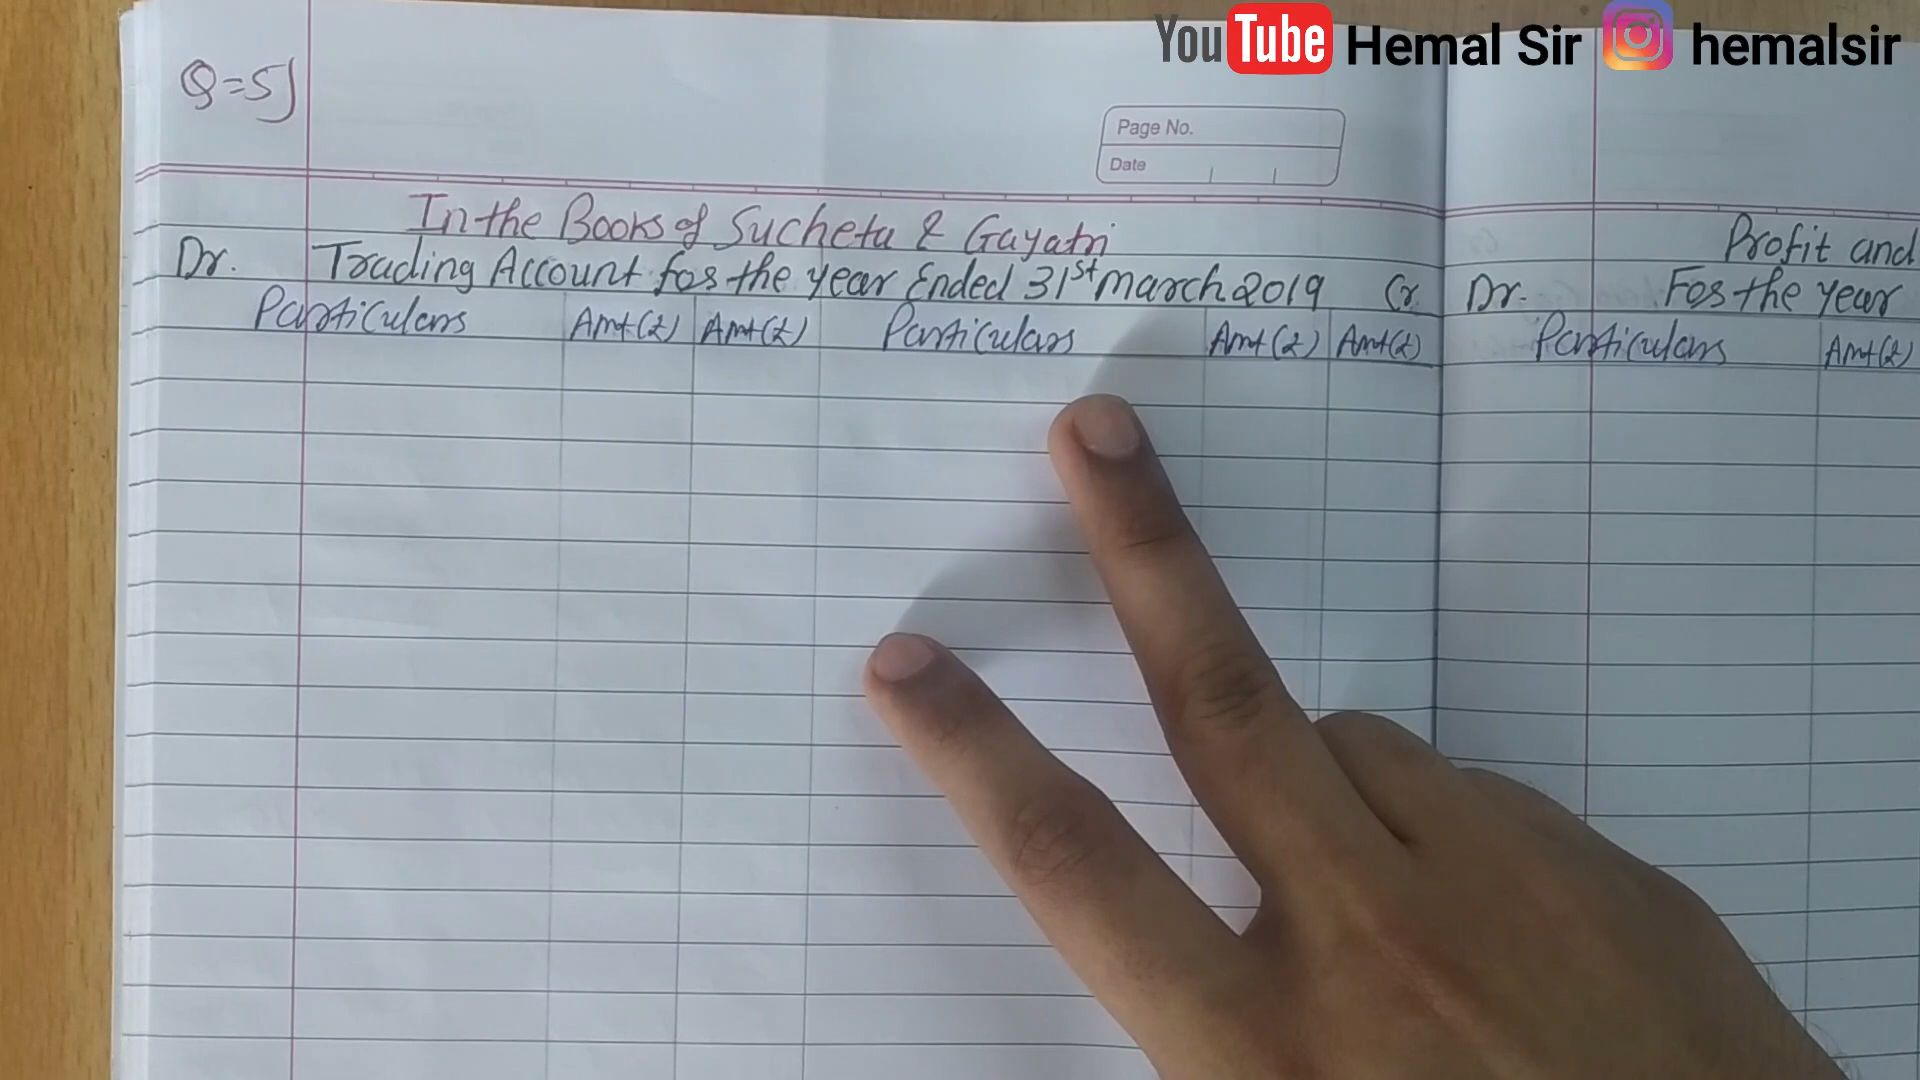 YouTube Hemal Sir hemalsir
Q=5)
Page No.
Date
In the Books of Sucheta & Gayatri
Dr. Trading Account for the year Ended 31st march 2019 Cr.
Particulars Amt(₹) Amt(₹) Particulars Amt(₹) Amt(₹)
Profit and
Dr. For the year
Particulars Amt(₹)